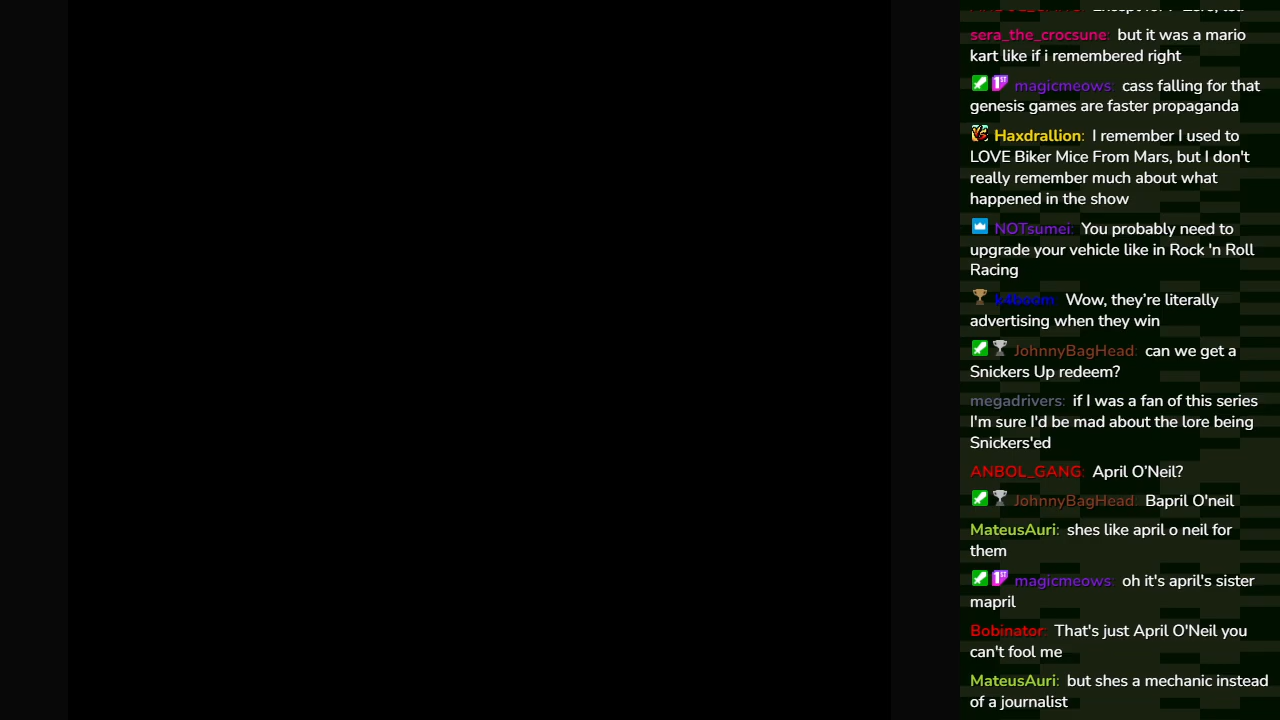 sera_the_crocsune: but it was a mario
kart like if i remembered right
magicmeows: cass falling for that
genesis games are faster propaganda
Haxdrallion: I remember I used to
LOVE Biker Mice From Mars, but I don't
really remember much about what
happened in the show
NOTsumei: You probably need to
upgrade your vehicle like in Rock 'n Roll
Racing
Wow, they’re literally
advertising when they win
JohnnyBagHead: can we get a
Snickers Up redeem?
megadrivers: if I was a fan of this series
I'm sure I'd be mad about the lore being
Snickers'ed
ANBOL_GANG: April O’Neil?
JohnnyBagHead: Bapril O'neil
MateusAuri: shes like april o neil for
them
magicmeows: oh it's april's sister
mapril
Bobinator: That's just April O'Neil you
can't fool me
MateusAuri: but shes a mechanic instead
of a journalist